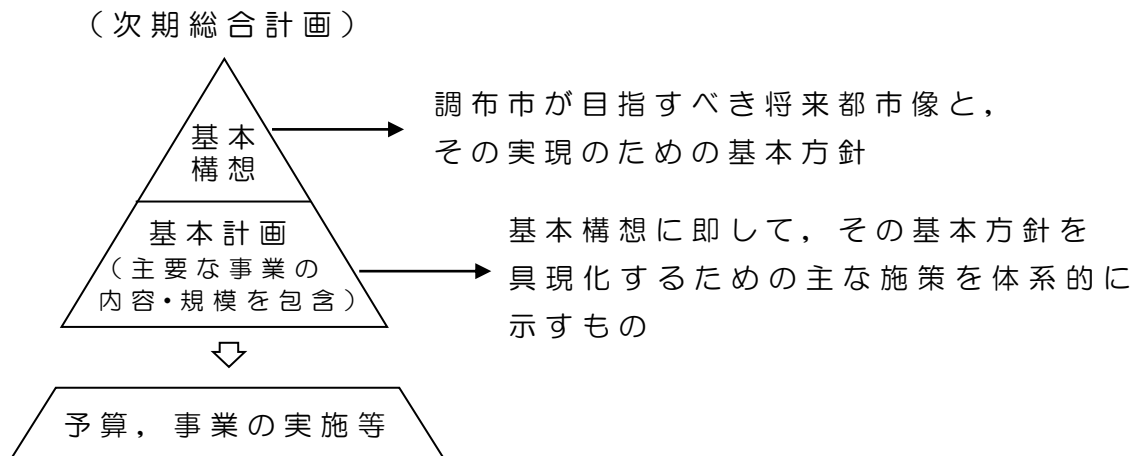 （次期総合計画）
基本
構想
調布市が目指すべき将来都市像と，
その実現のための基本方針
基本計画
（主要な事業の
内容・規模を包含）
基本構想に即して，その基本方針を
具現化するための主な施策を体系的に
示すもの
予算，事業の実施等